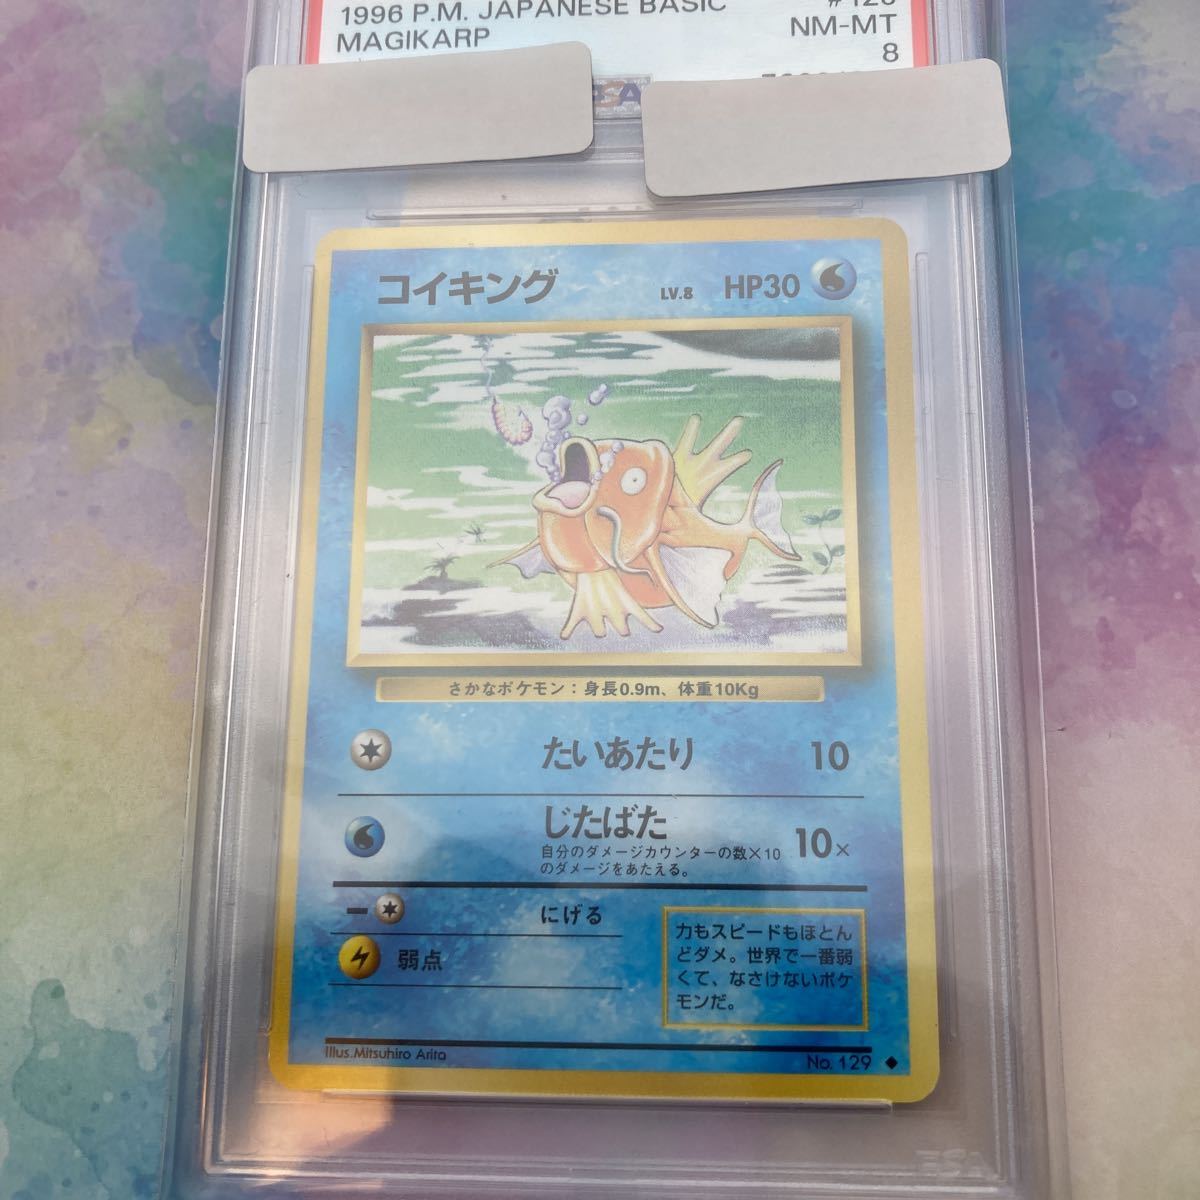 1996 P.M. JAPANESE BASIC
MAGIKARP
NM-MT
8
PSA
コイキング
LV.8 HP30
さかなポケモン：身長0.9m、体重10Kg
たいあたり 10
じたばた
自分のダメージカウンターの数×10
のダメージをあたえる。
10×
−
にげる
弱点
力もスピードもほとん
どダメ。世界で一番弱
くて、なさけないポケ
モンだ。
Illus.Mitsuhiro Arita
No. 129 ◆
PSA